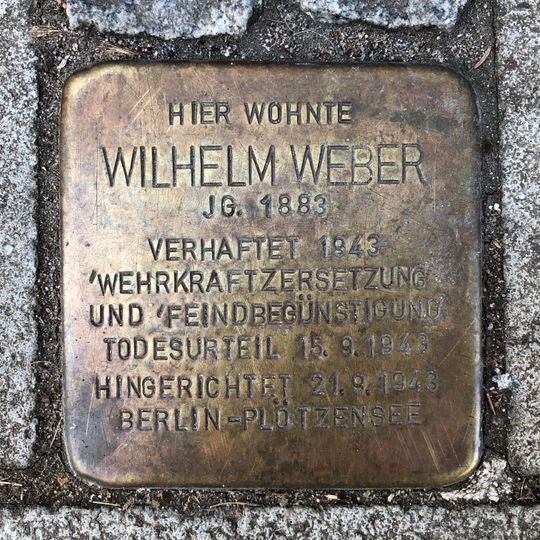 HIER WOHNTE
WILHELM WEBER
JG. 1883
VERHAFTET 1943
'WEHRKRAFTZERSETZUNG'
UND 'FEINDBEGÜNSTIGUNG'
TODESURTEIL 15.9.1943
HINGERICHTET 21.9.1943
BERLIN-PLÖTZENSEE